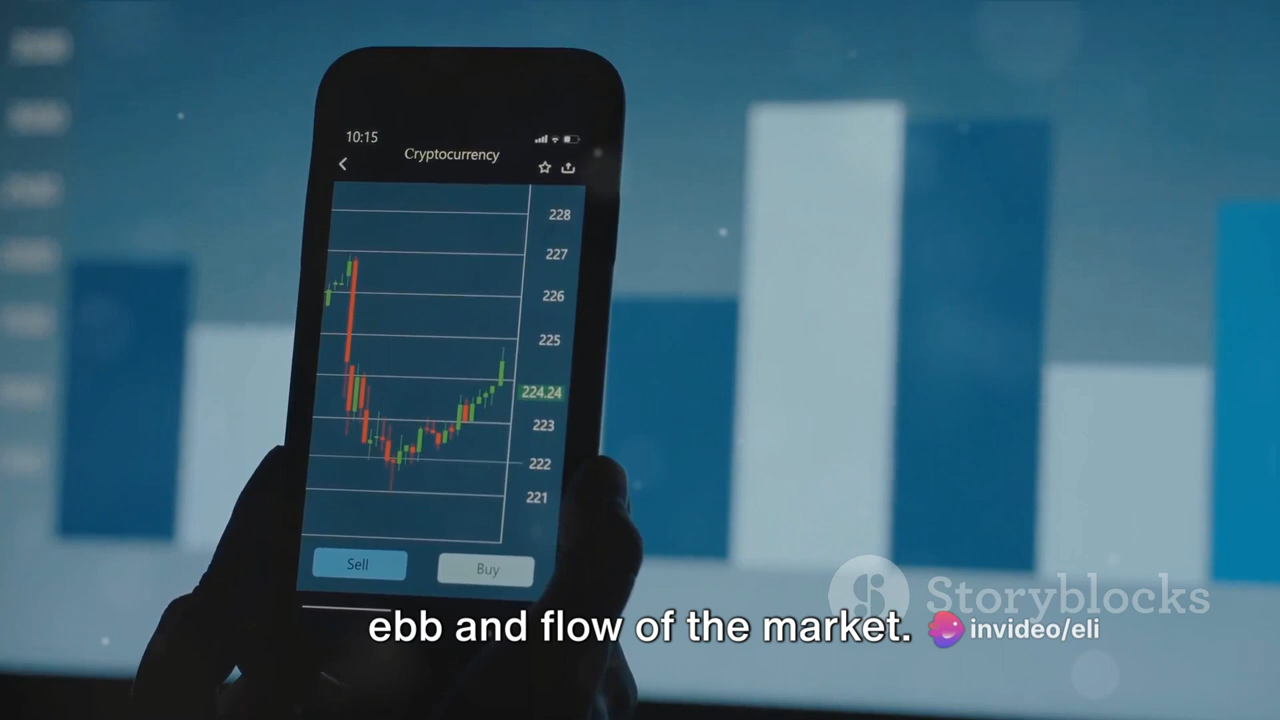 10:15
Cryptocurrency
228
227
226
225
224.24
223
222
221
Sell
Buy
Storyblocks
ebb and flow of the market.
invideo/eli